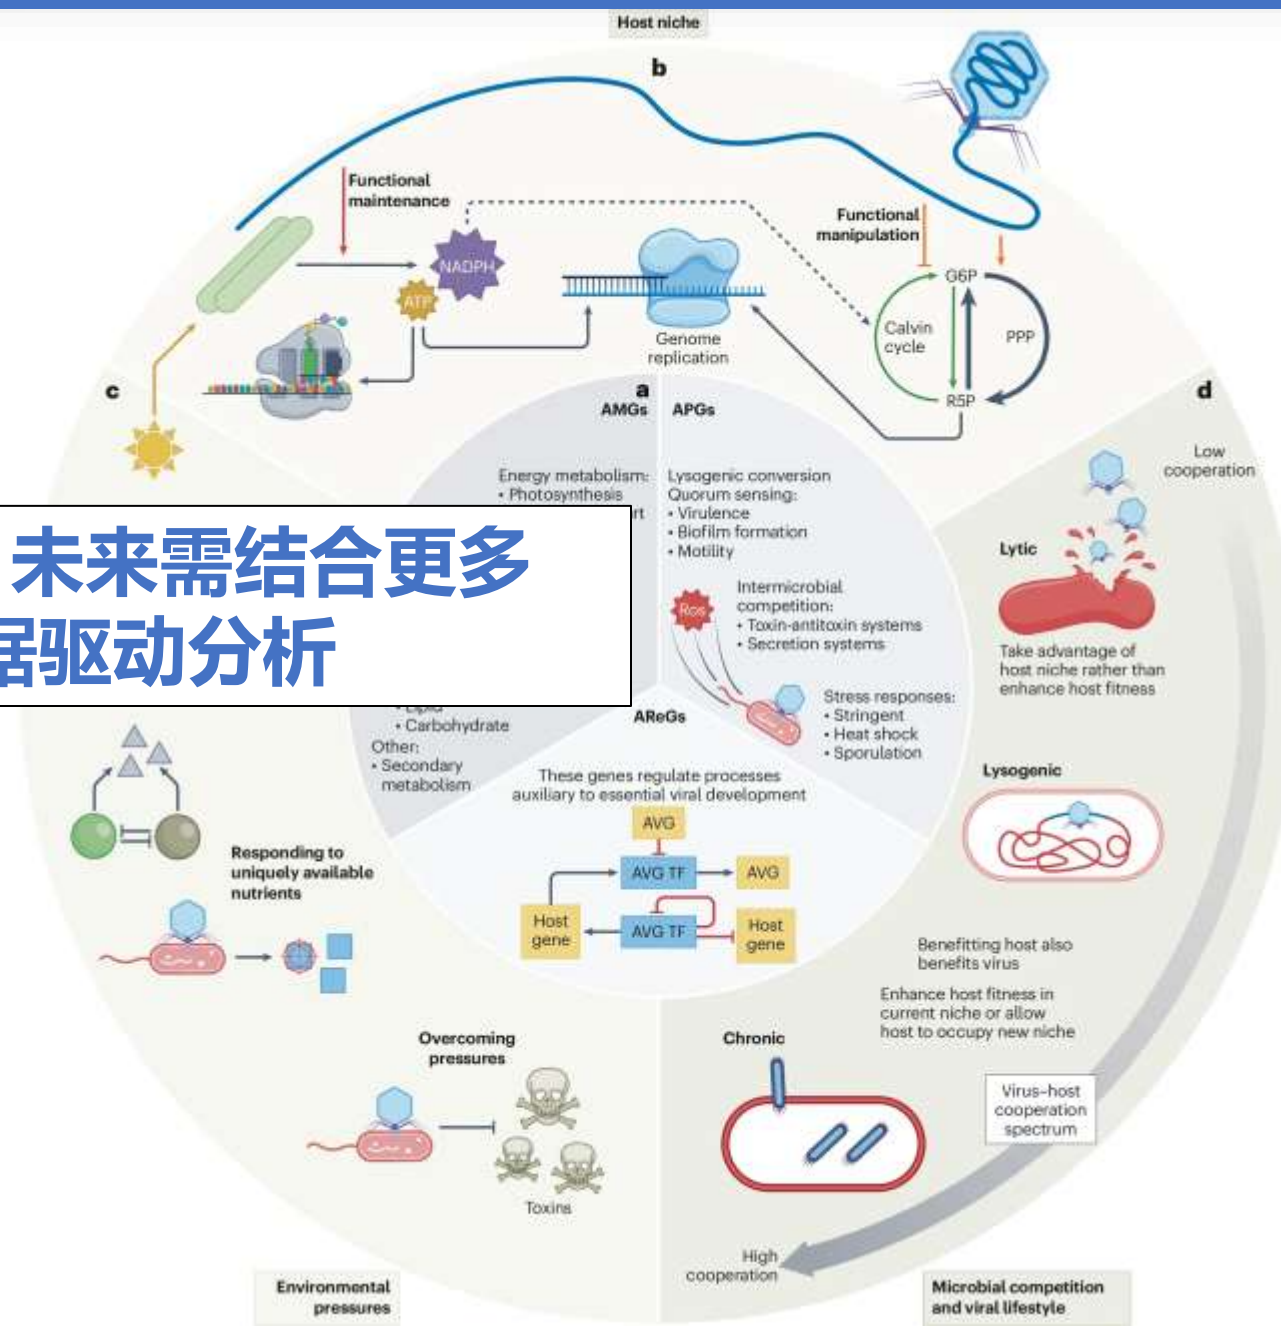 Host niche
b
Functional
maintenance
NADPH
ATP
Functional
manipulation
G6P
Calvin
cycle
PPP
R5P
Genome
replication
c
a
AMGs
APGs
d
Energy metabolism:
• Photosynthesis
rt
Lysogenic conversion
Quorum sensing:
• Virulence
• Biofilm formation
• Motility
Ros
Intermicrobial
competition:
• Toxin-antitoxin systems
• Secretion systems
Stress responses:
• Stringent
• Heat shock
• Sporulation
未来需结合更多
据驱动分析
• Lipid
• Carbohydrate
Other:
• Secondary
metabolism
AReGs
These genes regulate processes
auxiliary to essential viral development
AVG
AVG TF
AVG
Host
gene
AVG TF
Host
gene
Low
cooperation
Lytic
Take advantage of
host niche rather than
enhance host fitness
Lysogenic
Benefitting host also
benefits virus
Enhance host fitness in
current niche or allow
host to occupy new niche
Chronic
Virus–host
cooperation
spectrum
High
cooperation
Responding to
uniquely available
nutrients
Overcoming
pressures
Toxins
Environmental
pressures
Microbial competition
and viral lifestyle